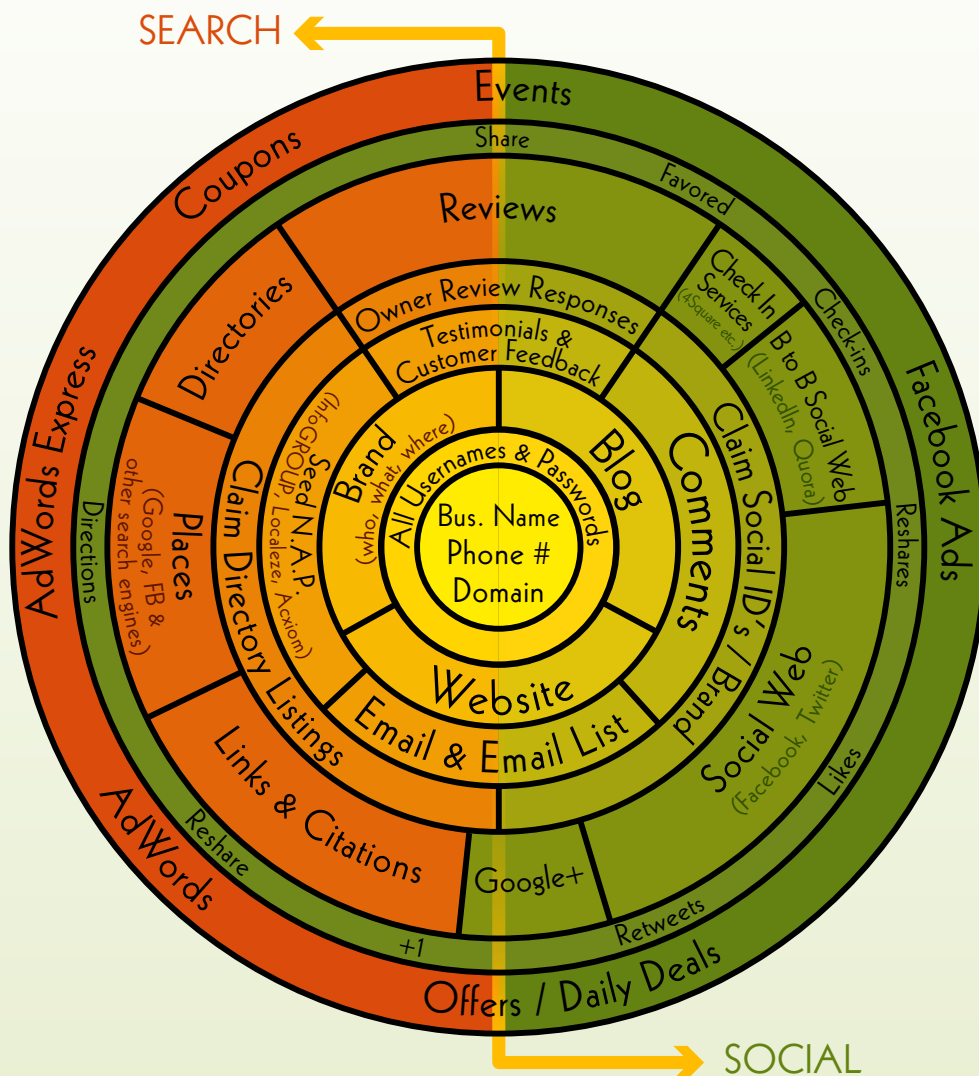 SEARCH
Events
Coupons
Share
Favored
Reviews
Check In
Services
(4Square etc.)
Directories
Owner Review Responses
Check-ins
B to B Social Web
(LinkedIn, Quora)
Testimonials &
Customer Feedback
AdWords Express
Facebook Ads
Brand
(who, what, where)
Blog
Comments
Claim Social ID's / Brand
All Usernames & Passwords
Seed N.A.P.
(InfoGROUP, Localeze, Acxiom)
Claim Directory Listings
Bus. Name
Phone #
Domain
Directions
Places
(Google, FB &
other search engines)
Reshares
Website
Email & Email List
Social Web
(Facebook, Twitter)
Links & Citations
Likes
AdWords
Reshare
Google+
Retweets
+1
Offers / Daily Deals
SOCIAL